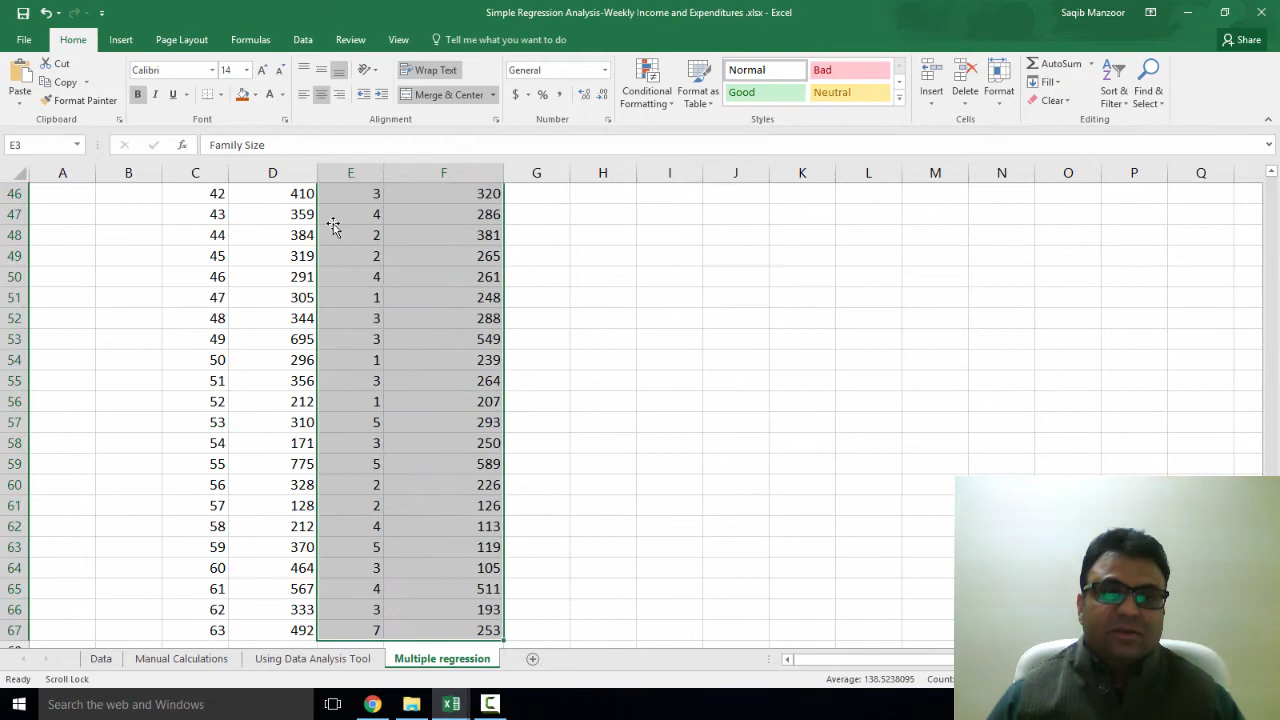 Simple Regression Analysis-Weekly Income and Expenditures .xlsx - Excel
Saqib Manzoor
File Home Insert Page Layout Formulas Data Review View Tell me what you want to do Share
Paste Cut Copy Format Painter
Calibri 14
B I U
Wrap Text
Merge & Center
General
$ % ,
Conditional Formatting Format as Table
Normal Bad
Good Neutral
Insert Delete Format
AutoSum
Fill
Clear
Sort & Filter Find & Select
Clipboard Font Alignment Number Styles Cells Editing
E3 fx Family Size
A B C D E F G H I J K L M N O P Q
46 42 410 3 320
47 43 359 4 286
48 44 384 2 381
49 45 319 2 265
50 46 291 4 261
51 47 305 1 248
52 48 344 3 288
53 49 695 3 549
54 50 296 1 239
55 51 356 3 264
56 52 212 1 207
57 53 310 5 293
58 54 171 3 250
59 55 775 5 589
60 56 328 2 226
61 57 128 2 126
62 58 212 4 113
63 59 370 5 119
64 60 464 3 105
65 61 567 4 511
66 62 333 3 193
67 63 492 7 253
Data Manual Calculations Using Data Analysis Tool Multiple regression
Ready Scroll Lock Average: 138.5238095 Count:
Search the web and Windows